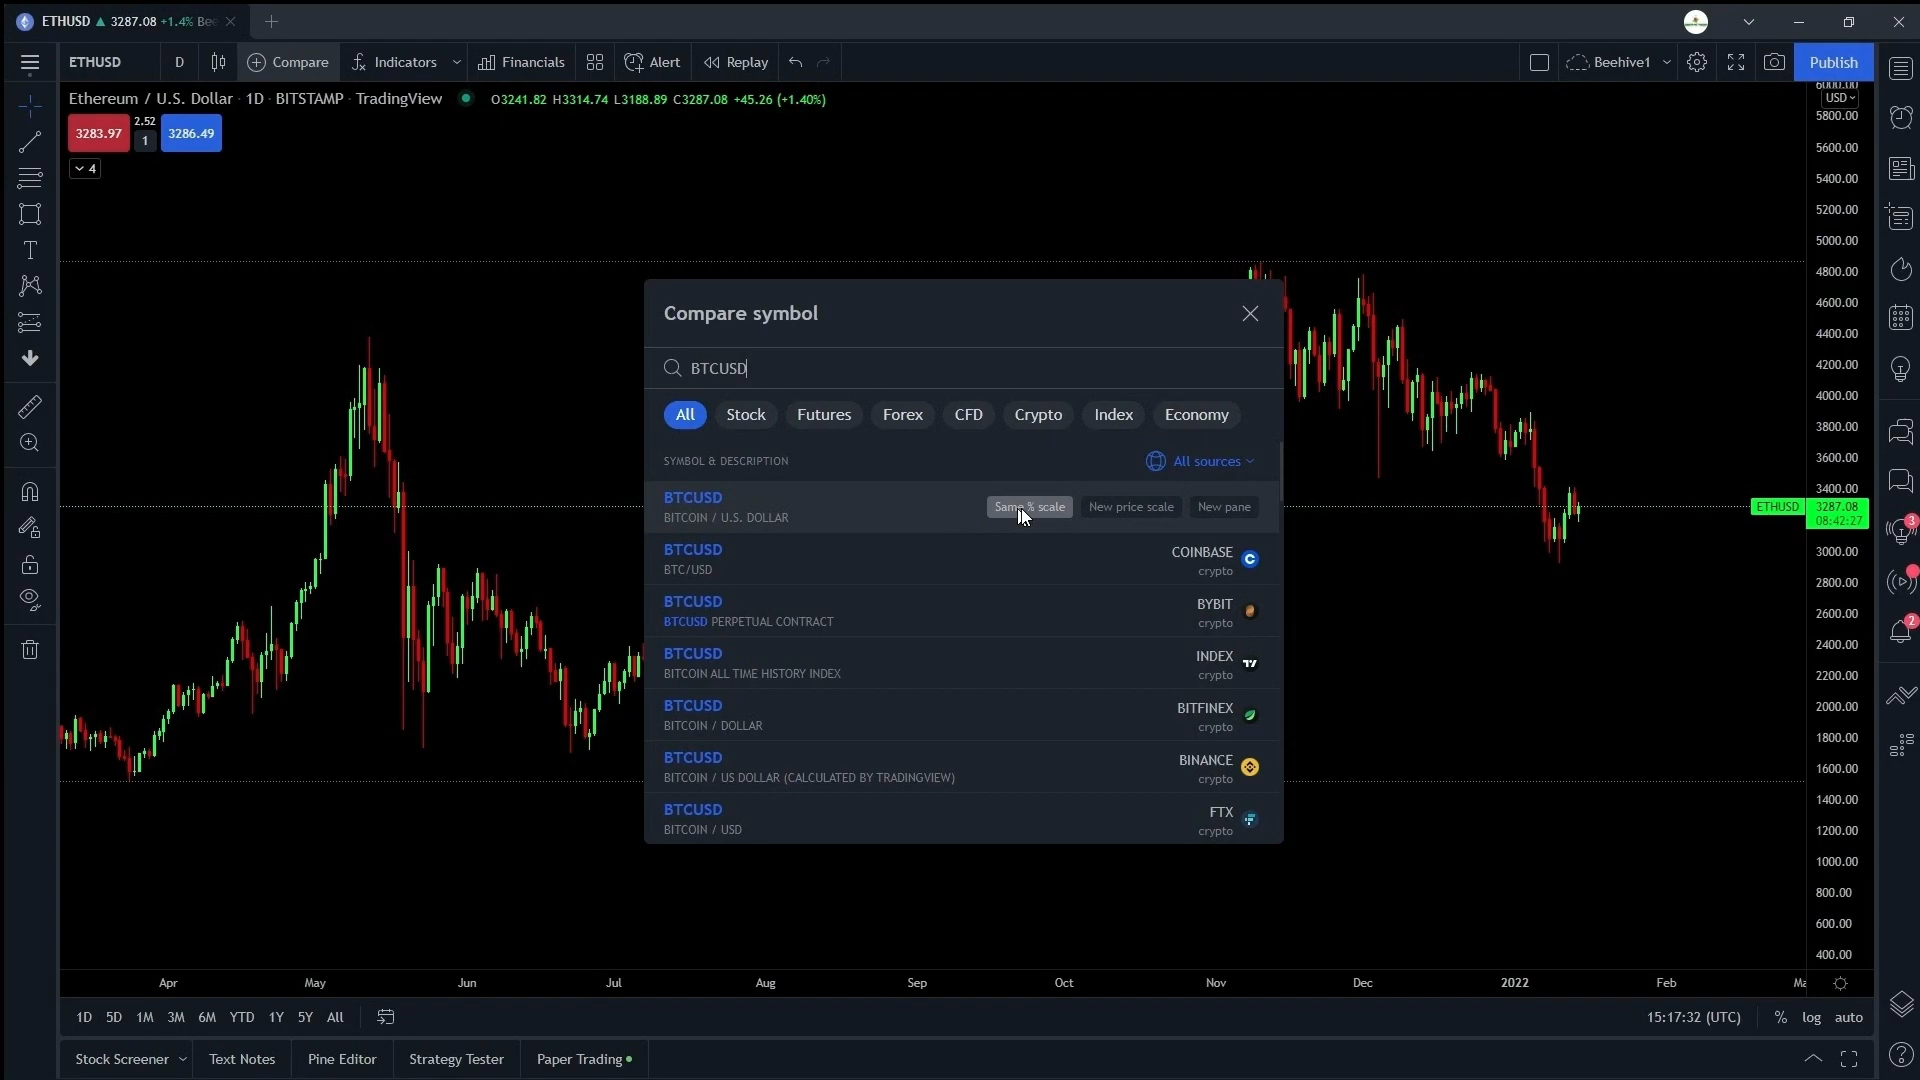 ETHUSD ▲ 3287.08 +1.4% Bee
ETHUSD D Compare Indicators Financials Alert Replay Beehive1 Publish
Ethereum / U.S. Dollar · 1D · BITSTAMP · TradingView O3241.82 H3314.74 L3188.89 C3287.08 +45.26 (+1.40%)
3283.97 2.52 1 3286.49
4
6000.00
USD
5800.00
5600.00
5400.00
5200.00
5000.00
4800.00
4600.00
4400.00
4200.00
4000.00
3800.00
3600.00
3400.00
ETHUSD 3287.08
08:42:27
3000.00
2800.00
2600.00
2400.00
2200.00
2000.00
1800.00
1600.00
1400.00
1200.00
1000.00
800.00
600.00
400.00
Compare symbol
BTCUSD
All Stock Futures Forex CFD Crypto Index Economy
SYMBOL & DESCRIPTION All sources
BTCUSD
BITCOIN / U.S. DOLLAR
Same % scale New price scale New pane
BTCUSD COINBASE
BTC/USD crypto
BTCUSD BYBIT
BTCUSD PERPETUAL CONTRACT crypto
BTCUSD INDEX
BITCOIN ALL TIME HISTORY INDEX crypto
BTCUSD BITFINEX
BITCOIN / DOLLAR crypto
BTCUSD BINANCE
BITCOIN / US DOLLAR (CALCULATED BY TRADINGVIEW) crypto
BTCUSD FTX
BITCOIN / USD crypto
3
2
Apr May Jun Jul Aug Sep Oct Nov Dec 2022 Feb Ma
1D 5D 1M 3M 6M YTD 1Y 5Y All 15:17:32 (UTC) % log auto
Stock Screener Text Notes Pine Editor Strategy Tester Paper Trading